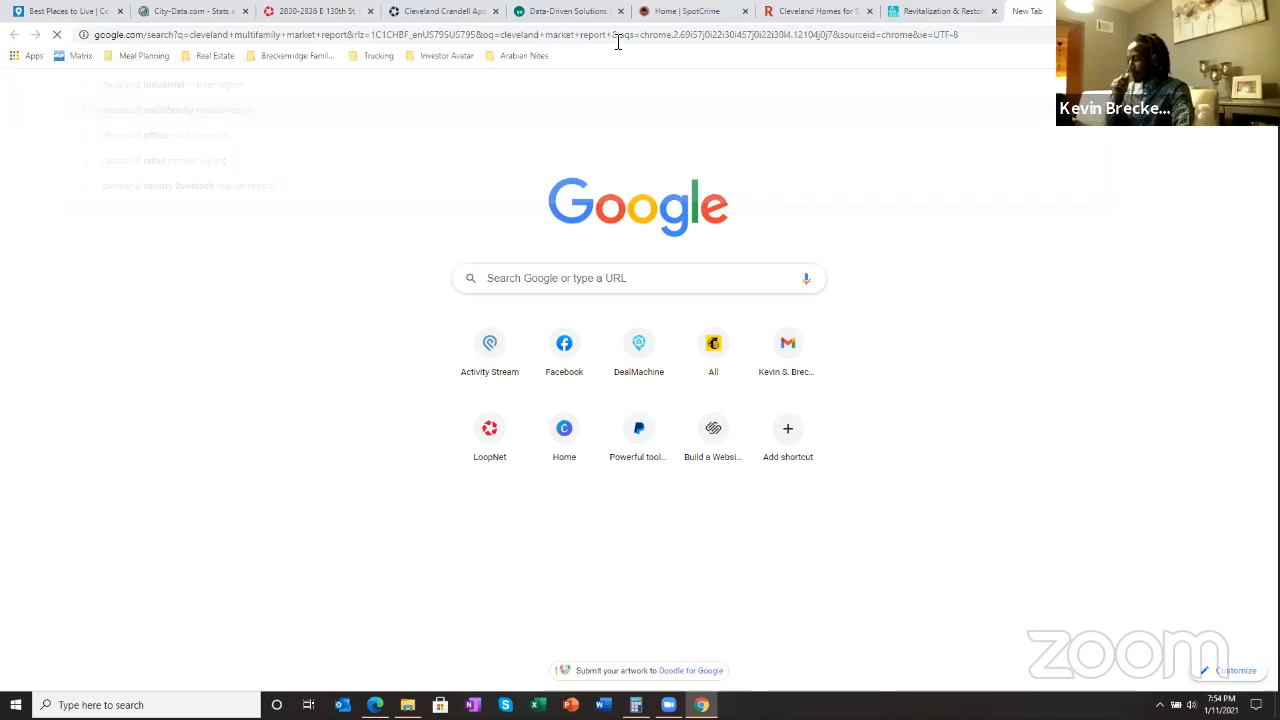 Best Places to Live | Co
City-Data.com - Stats a
2830-2836 E 130th St
Cleveland Crandall Apa
Data-Driven Solutions
Home | SpotCrime
Cleveland Homes for S
Revitalization & Restor
New Tab
google.com/search?q=cleveland+multifamily+market+report&rlz=1C1CHBF_enUS795US795&oq=cleveland+market+report+&aqs=chrome.2.69i57j0i22i30i457j0i22i30l4.12104j0j7&sourceid=chrome&ie=UTF-8
Apps
Matrix
Meal Planning
Real Estate
Breckenridge Famil...
Trucking
Investor Avatar
Arabian Nites
cleveland industrial market report
cleveland multifamily market report
cleveland office market report
cleveland retail market report
cleveland county livestock market report
Kevin Brecke...
Google
Search Google or type a URL
Activity Stream
Facebook
DealMachine
All
Kevin S. Brec...
LoopNet
Home
Powerful tool...
Build a Websi...
Add shortcut
zoom
Submit your artwork to Doodle for Google
Customize
Type here to search
7:54 PM
1/11/2021